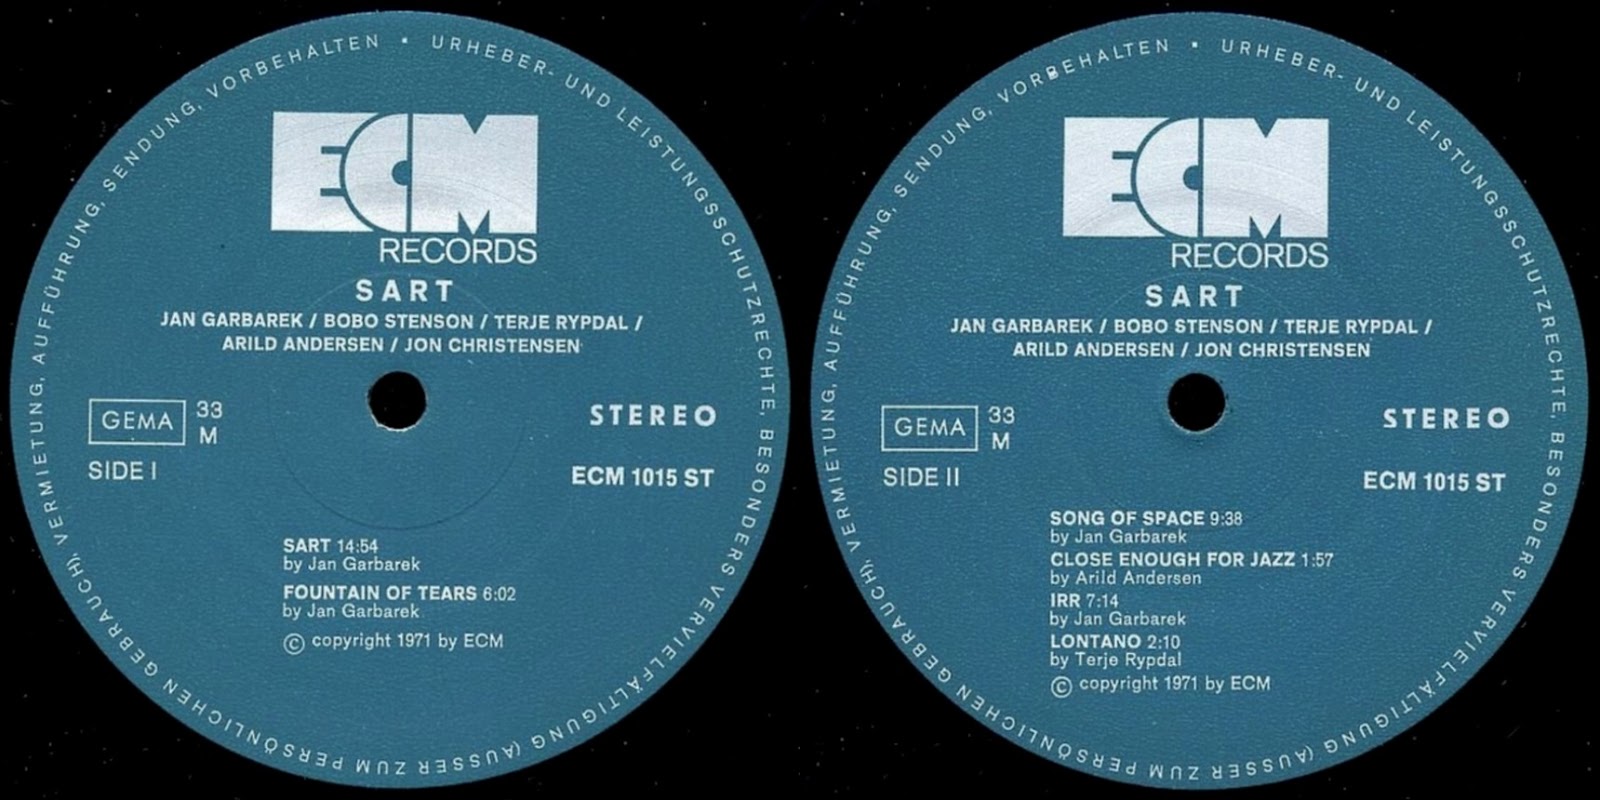 URHEBER- UND LEISTUNGSSCHUTZRECHTE, BESONDERS VERVIELFÄLTIGUNG (AUSSER ZUM PERSÖNLICHEN GEBRAUCH), VERMIETUNG, AUFFÜHRUNG, SENDUNG, VORBEHALTEN •
ECM
RECORDS
SART
JAN GARBAREK / BOBO STENSON / TERJE RYPDAL /
ARILD ANDERSEN / JON CHRISTENSEN
GEMA
33
M
STEREO
SIDE I
ECM 1015 ST
SART 14:54
by Jan Garbarek
FOUNTAIN OF TEARS 6:02
by Jan Garbarek
© copyright 1971 by ECM
URHEBER- UND LEISTUNGSSCHUTZRECHTE, BESONDERS VERVIELFÄLTIGUNG (AUSSER ZUM PERSÖNLICHEN GEBRAUCH), VERMIETUNG, AUFFÜHRUNG, SENDUNG, VORBEHALTEN •
ECM
RECORDS
SART
JAN GARBAREK / BOBO STENSON / TERJE RYPDAL /
ARILD ANDERSEN / JON CHRISTENSEN
GEMA
33
M
STEREO
SIDE II
ECM 1015 ST
SONG OF SPACE 9:38
by Jan Garbarek
CLOSE ENOUGH FOR JAZZ 1:57
by Arild Andersen
IRR 7:14
by Jan Garbarek
LONTANO 2:10
by Terje Rypdal
© copyright 1971 by ECM